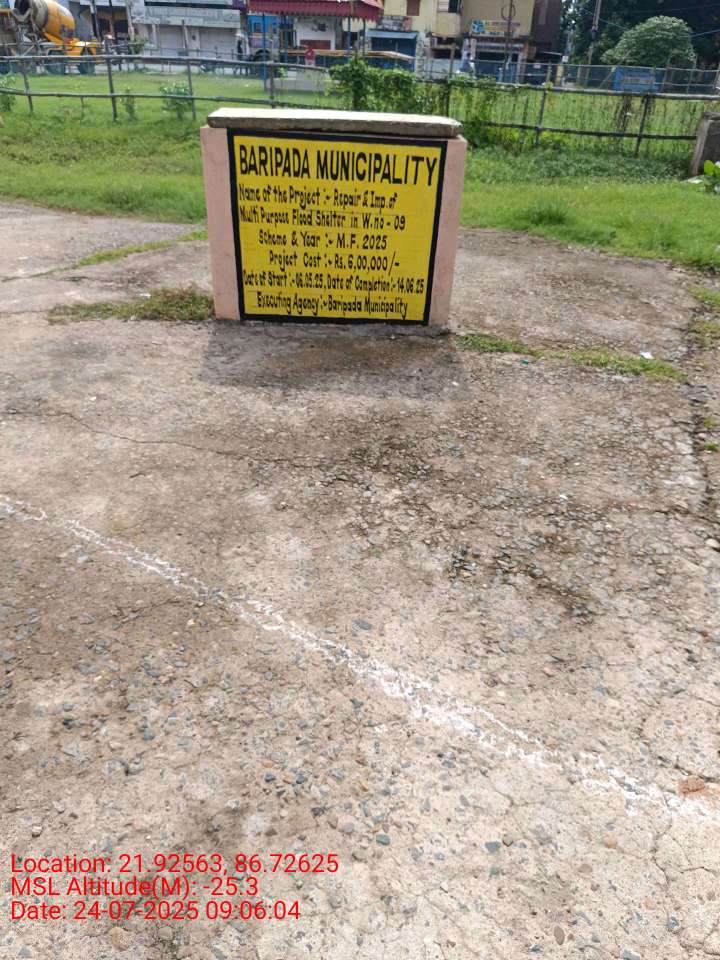 BARIPADA MUNICIPALITY
Name of the Project :- Repair & Imp. of
Multi Purpose Flood Shelter in W.no - 09
Scheme & Year :- M.F. 2025
Project Cost :- Rs. 6,00,000/-
Date of Start :- 06.05.25, Date of Completion :- 14.06.25
Executing Agency :- Baripada Municipality
Location: 21.92563, 86.72625
MSL Altitude(M): -25.3
Date: 24-07-2025 09:06:04